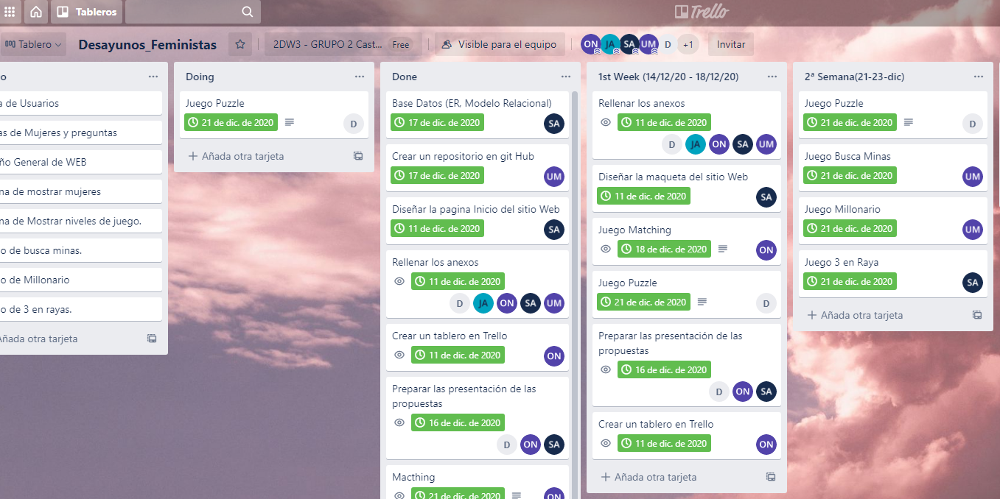 Tableros
Trello
Tablero
Desayunos_Feministas
2DW3 - GRUPO 2 Cast... Free
Visible para el equipo
ON JA SA UM D +1
Invitar
o
a de Usuarios
as de Mujeres y preguntas
ño General de WEB
na de mostrar mujeres
na de Mostrar niveles de juego.
o de busca minas.
o de Millonario
o de 3 en rayas.
Añada otra tarjeta
Doing
Juego Puzzle
21 de dic. de 2020
D
Añada otra tarjeta
Done
Base Datos (ER, Modelo Relacional)
17 de dic. de 2020
SA
Crear un repositorio en git Hub
17 de dic. de 2020
UM
Diseñar la pagina Inicio del sitio Web
11 de dic. de 2020
SA
Rellenar los anexos
11 de dic. de 2020
D JA ON SA UM
Crear un tablero en Trello
11 de dic. de 2020
ON
Preparar las presentación de las
propuestas
16 de dic. de 2020
D ON SA
Macthing
21 de dic. de 2020
ON
1st Week (14/12/20 - 18/12/20)
Rellenar los anexos
11 de dic. de 2020
D JA ON SA UM
Diseñar la maqueta del sitio Web
11 de dic. de 2020
SA
Juego Matching
18 de dic. de 2020
ON
Juego Puzzle
21 de dic. de 2020
D
Preparar las presentación de las
propuestas
16 de dic. de 2020
D ON SA
Crear un tablero en Trello
11 de dic. de 2020
ON
Añada otra tarjeta
2ª Semana(21-23-dic)
Juego Puzzle
21 de dic. de 2020
D
Juego Busca Minas
21 de dic. de 2020
UM
Juego Millonario
21 de dic. de 2020
UM
Juego 3 en Raya
21 de dic. de 2020
SA
Añada otra tarjeta